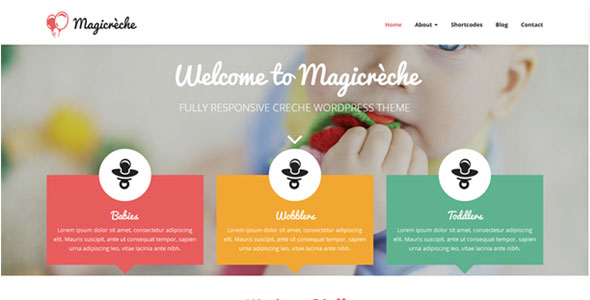 Magicrèche
Home About Shortcodes Blog Contact
Welcome to Magicrèche
FULLY RESPONSIVE CRECHE WORDPRESS THEME
Babies
Lorem ipsum dolor sit amet, consectetur adipiscing
elit. Mauris suscipit, ante ut consequat tempor, sapien
urna adipiscing leo, vitae lacinia ante nibh.
Wobblers
Lorem ipsum dolor sit amet, consectetur adipiscing
elit. Mauris suscipit, ante ut consequat tempor, sapien
urna adipiscing leo, vitae lacinia ante nibh.
Toddlers
Lorem ipsum dolor sit amet, consectetur adipiscing
elit. Mauris suscipit, ante ut consequat tempor, sapien
urna adipiscing leo, vitae lacinia ante nibh.